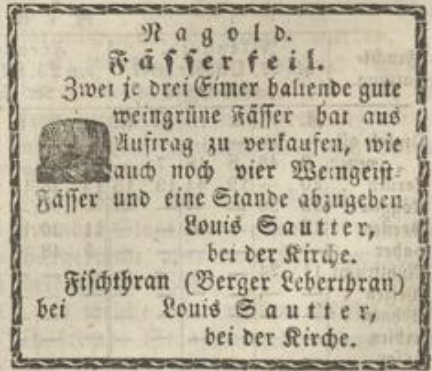 Nagold.
Fässer feil.
Zwei je drei Eimer haltende gute
weingrüne Fässer hat aus
Auftrag zu verkaufen, wie
auch noch vier Weingeist-
Fässer und eine Stande abzugeben
Louis Sautter,
bei der Kirche.
Fischthran (Berger Leberthran)
bei Louis Sautter,
bei der Kirche.